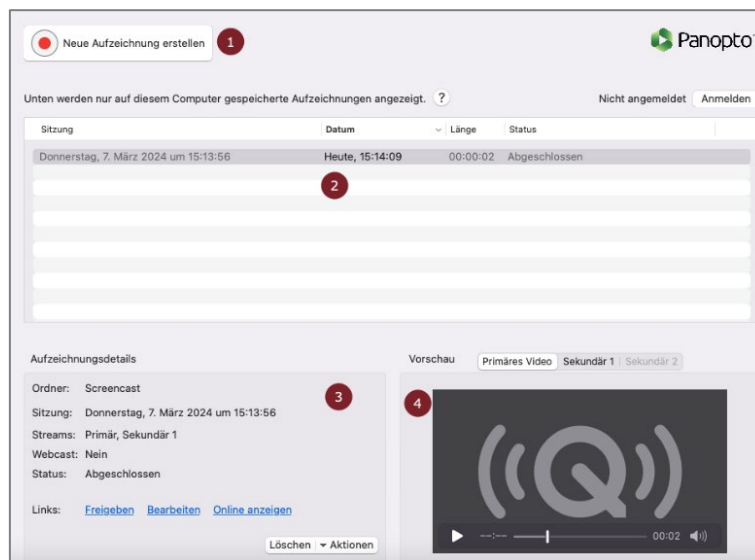 Neue Aufzeichnung erstellen 1
Panopto
Unten werden nur auf diesem Computer gespeicherte Aufzeichnungen angezeigt. ? Nicht angemeldet Anmelden
Sitzung Datum Länge Status
Donnerstag, 7. März 2024 um 15:13:56 Heute, 15:14:09 00:00:02 Abgeschlossen
2
Aufzeichnungsdetails
Ordner: Screencast
Sitzung: Donnerstag, 7. März 2024 um 15:13:56
Streams: Primär, Sekundär 1
Webcast: Nein
Status: Abgeschlossen
Links: Freigeben Bearbeiten Online anzeigen
Löschen Aktionen
3
Vorschau Primäres Video Sekundär 1 Sekundär 2
4
Q
--:-- 00:02